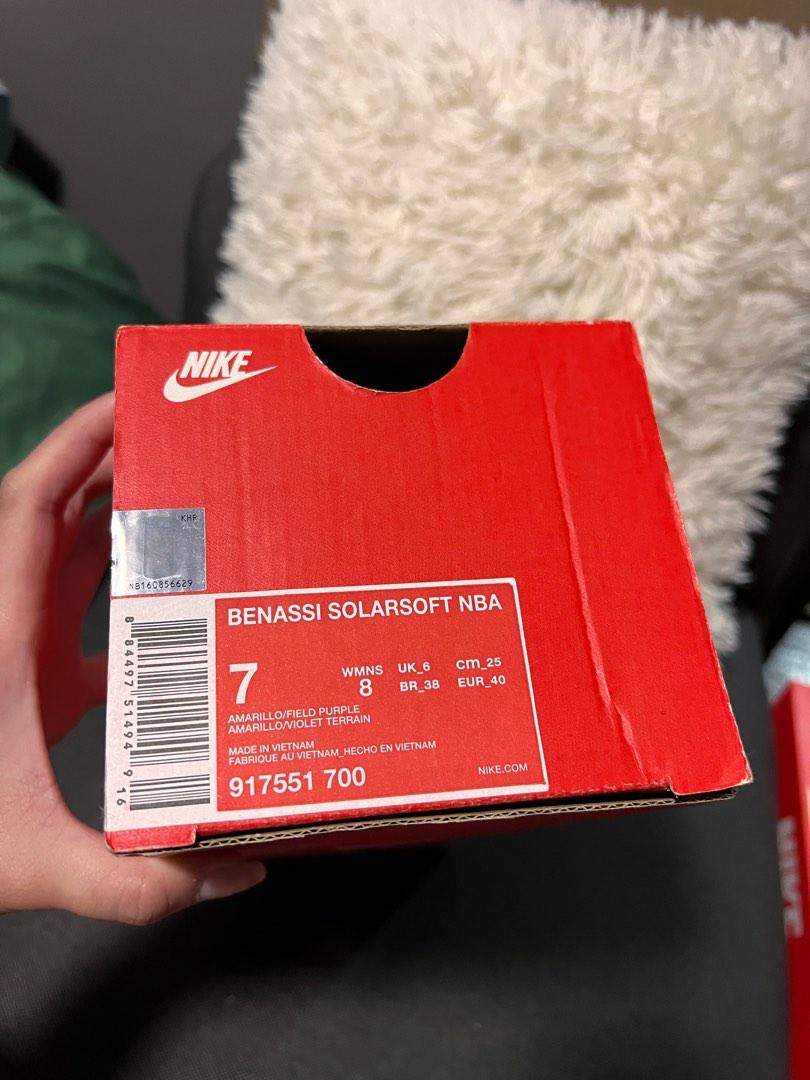 NIKE
KHR
NB160856629
BENASSI SOLARSOFT NBA
7
WMNS 8
UK_6
cm_25
BR_38
EUR_40
AMARILLO/FIELD PURPLE
AMARILLO/VIOLET TERRAIN
MADE IN VIETNAM
FABRIQUE AU VIETNAM_HECHO EN VIETNAM
917551 700
NIKE.COM
8 84497 51494 9 16
NIKE